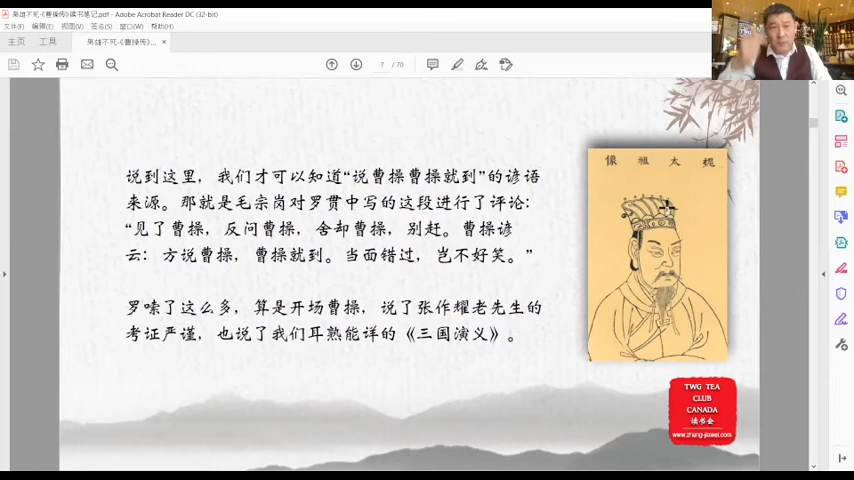 枭雄不死-《曹操传》读书笔记.pdf - Adobe Acrobat Reader DC (32-bit)
文件(F) 编辑(E) 视图(V) 签名(S) 窗口(W) 帮助(H)
主页 工具 枭雄不死-《曹操传》... ×
7 / 70
说到这里，我们才可以知道“说曹操曹操就到”的谚语
来源。那就是毛宗岗对罗贯中写的这段进行了评论：
“见了曹操，反问曹操，舍却曹操，别赶。曹操谚
云：方说曹操，曹操就到。当面错过，岂不好笑。”
罗嗦了这么多，算是开场曹操，说了张作耀老先生的
考证严谨，也说了我们耳熟能详的《三国演义》。
像祖太魏
TWG TEA
CLUB
CANADA
读书会
www.zhang-jiawei.com